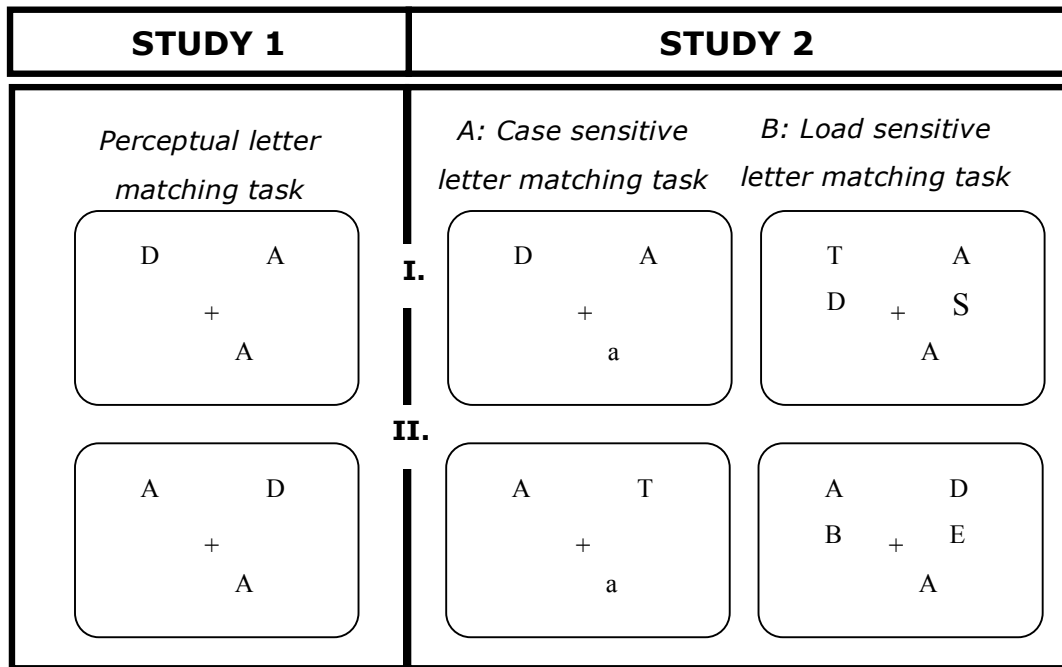 STUDY 1 STUDY 2
Perceptual letter
matching task
A: Case sensitive
letter matching task
B: Load sensitive
letter matching task
I.
D A
+
A
D A
+
a
T A
D + S
A
II.
A D
+
A
A T
+
a
A D
B + E
A